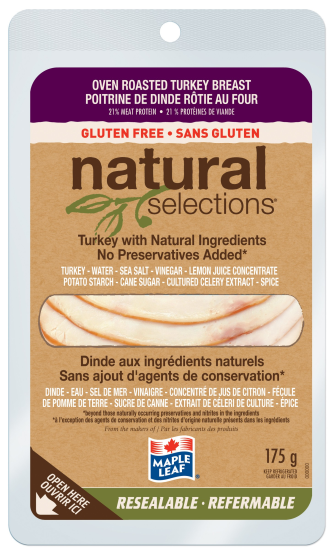 OVEN ROASTED TURKEY BREAST
POITRINE DE DINDE RÔTIE AU FOUR
21% MEAT PROTEIN • 21 % PROTÉINES DE VIANDE
GLUTEN FREE • SANS GLUTEN
natural
selections®
Turkey with Natural Ingredients
No Preservatives Added*
TURKEY - WATER - SEA SALT - VINEGAR - LEMON JUICE CONCENTRATE
POTATO STARCH - CANE SUGAR - CULTURED CELERY EXTRACT - SPICE
Dinde aux ingrédients naturels
Sans ajout d'agents de conservation*
DINDE - EAU - SEL DE MER - VINAIGRE - CONCENTRÉ DE JUS DE CITRON - FÉCULE
DE POMME DE TERRE - SUCRE DE CANNE - EXTRAIT DE CÉLERI DE CULTURE - ÉPICE
*beyond those naturally occurring preservatives and nitrites in the ingredients
*à l'exception des agents de conservation et des nitrites d'origine naturelle présents dans les ingrédients
From the makers of / Par les fabricants des produits
MAPLE
LEAF®
175 g
KEEP REFRIGERATED
GARDER AU FROID
OPEN HERE
OUVRIR ICI
RESEALABLE · REFERMABLE